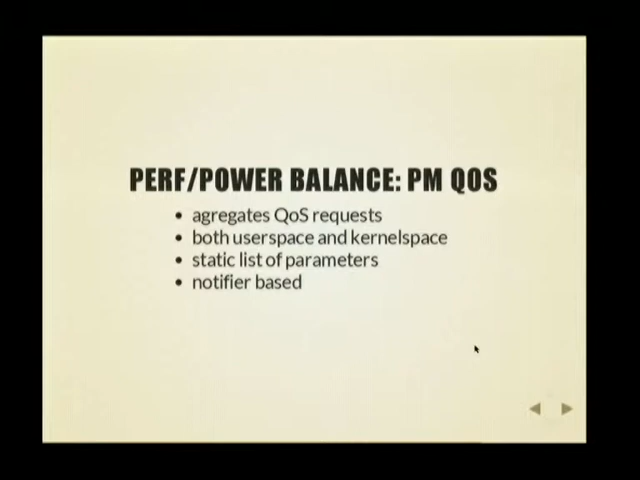 PERF/POWER BALANCE: PM QOS
• agregates QoS requests
• both userspace and kernelspace
• static list of parameters
• notifier based